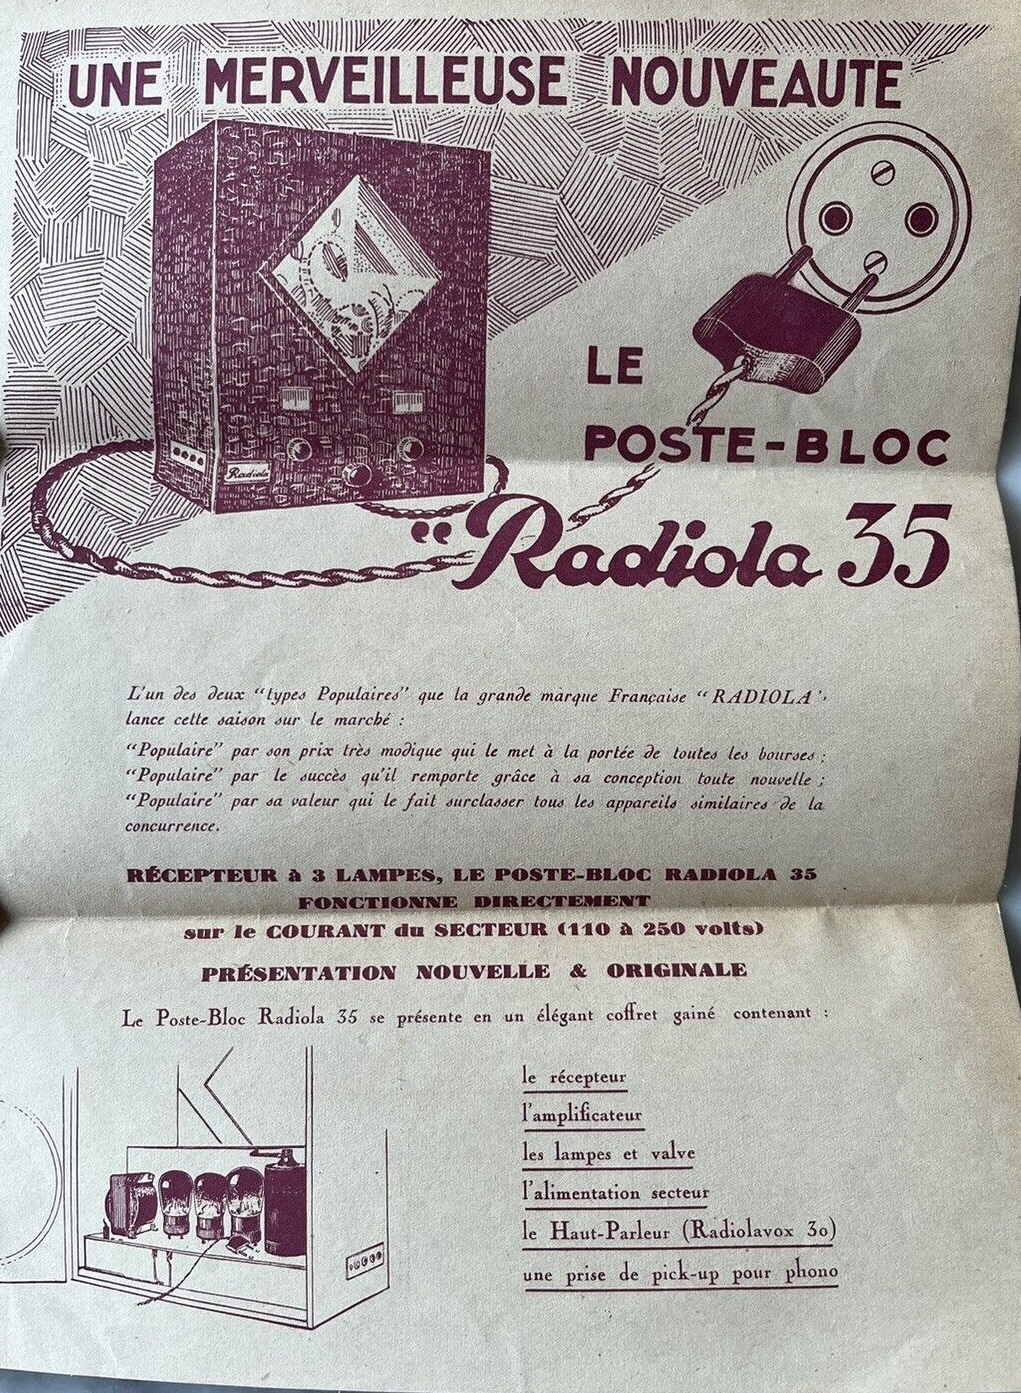 UNE MERVEILLEUSE NOUVEAUTE
LE
POSTE-BLOC
Radiola
"Radiola 35
L'un des deux "types Populaires" que la grande marque Française "RADIOLA',
lance cette saison sur le marché :
"Populaire" par son prix très modique qui le met à la portée de toutes les bourses ;
"Populaire" par le succès qu'il remporte grâce à sa conception toute nouvelle ;
"Populaire" par sa valeur qui le fait surclasser tous les appareils similaires de la
concurrence.
RÉCEPTEUR à 3 LAMPES, LE POSTE-BLOC RADIOLA 35
FONCTIONNE DIRECTEMENT
sur le COURANT du SECTEUR (110 à 250 volts)
PRÉSENTATION NOUVELLE & ORIGINALE
Le Poste-Bloc Radiola 35 se présente en un élégant coffret gainé contenant :
le récepteur
l'amplificateur
les lampes et valve
l'alimentation secteur
le Haut-Parleur (Radiolavox 30)
une prise de pick-up pour phono